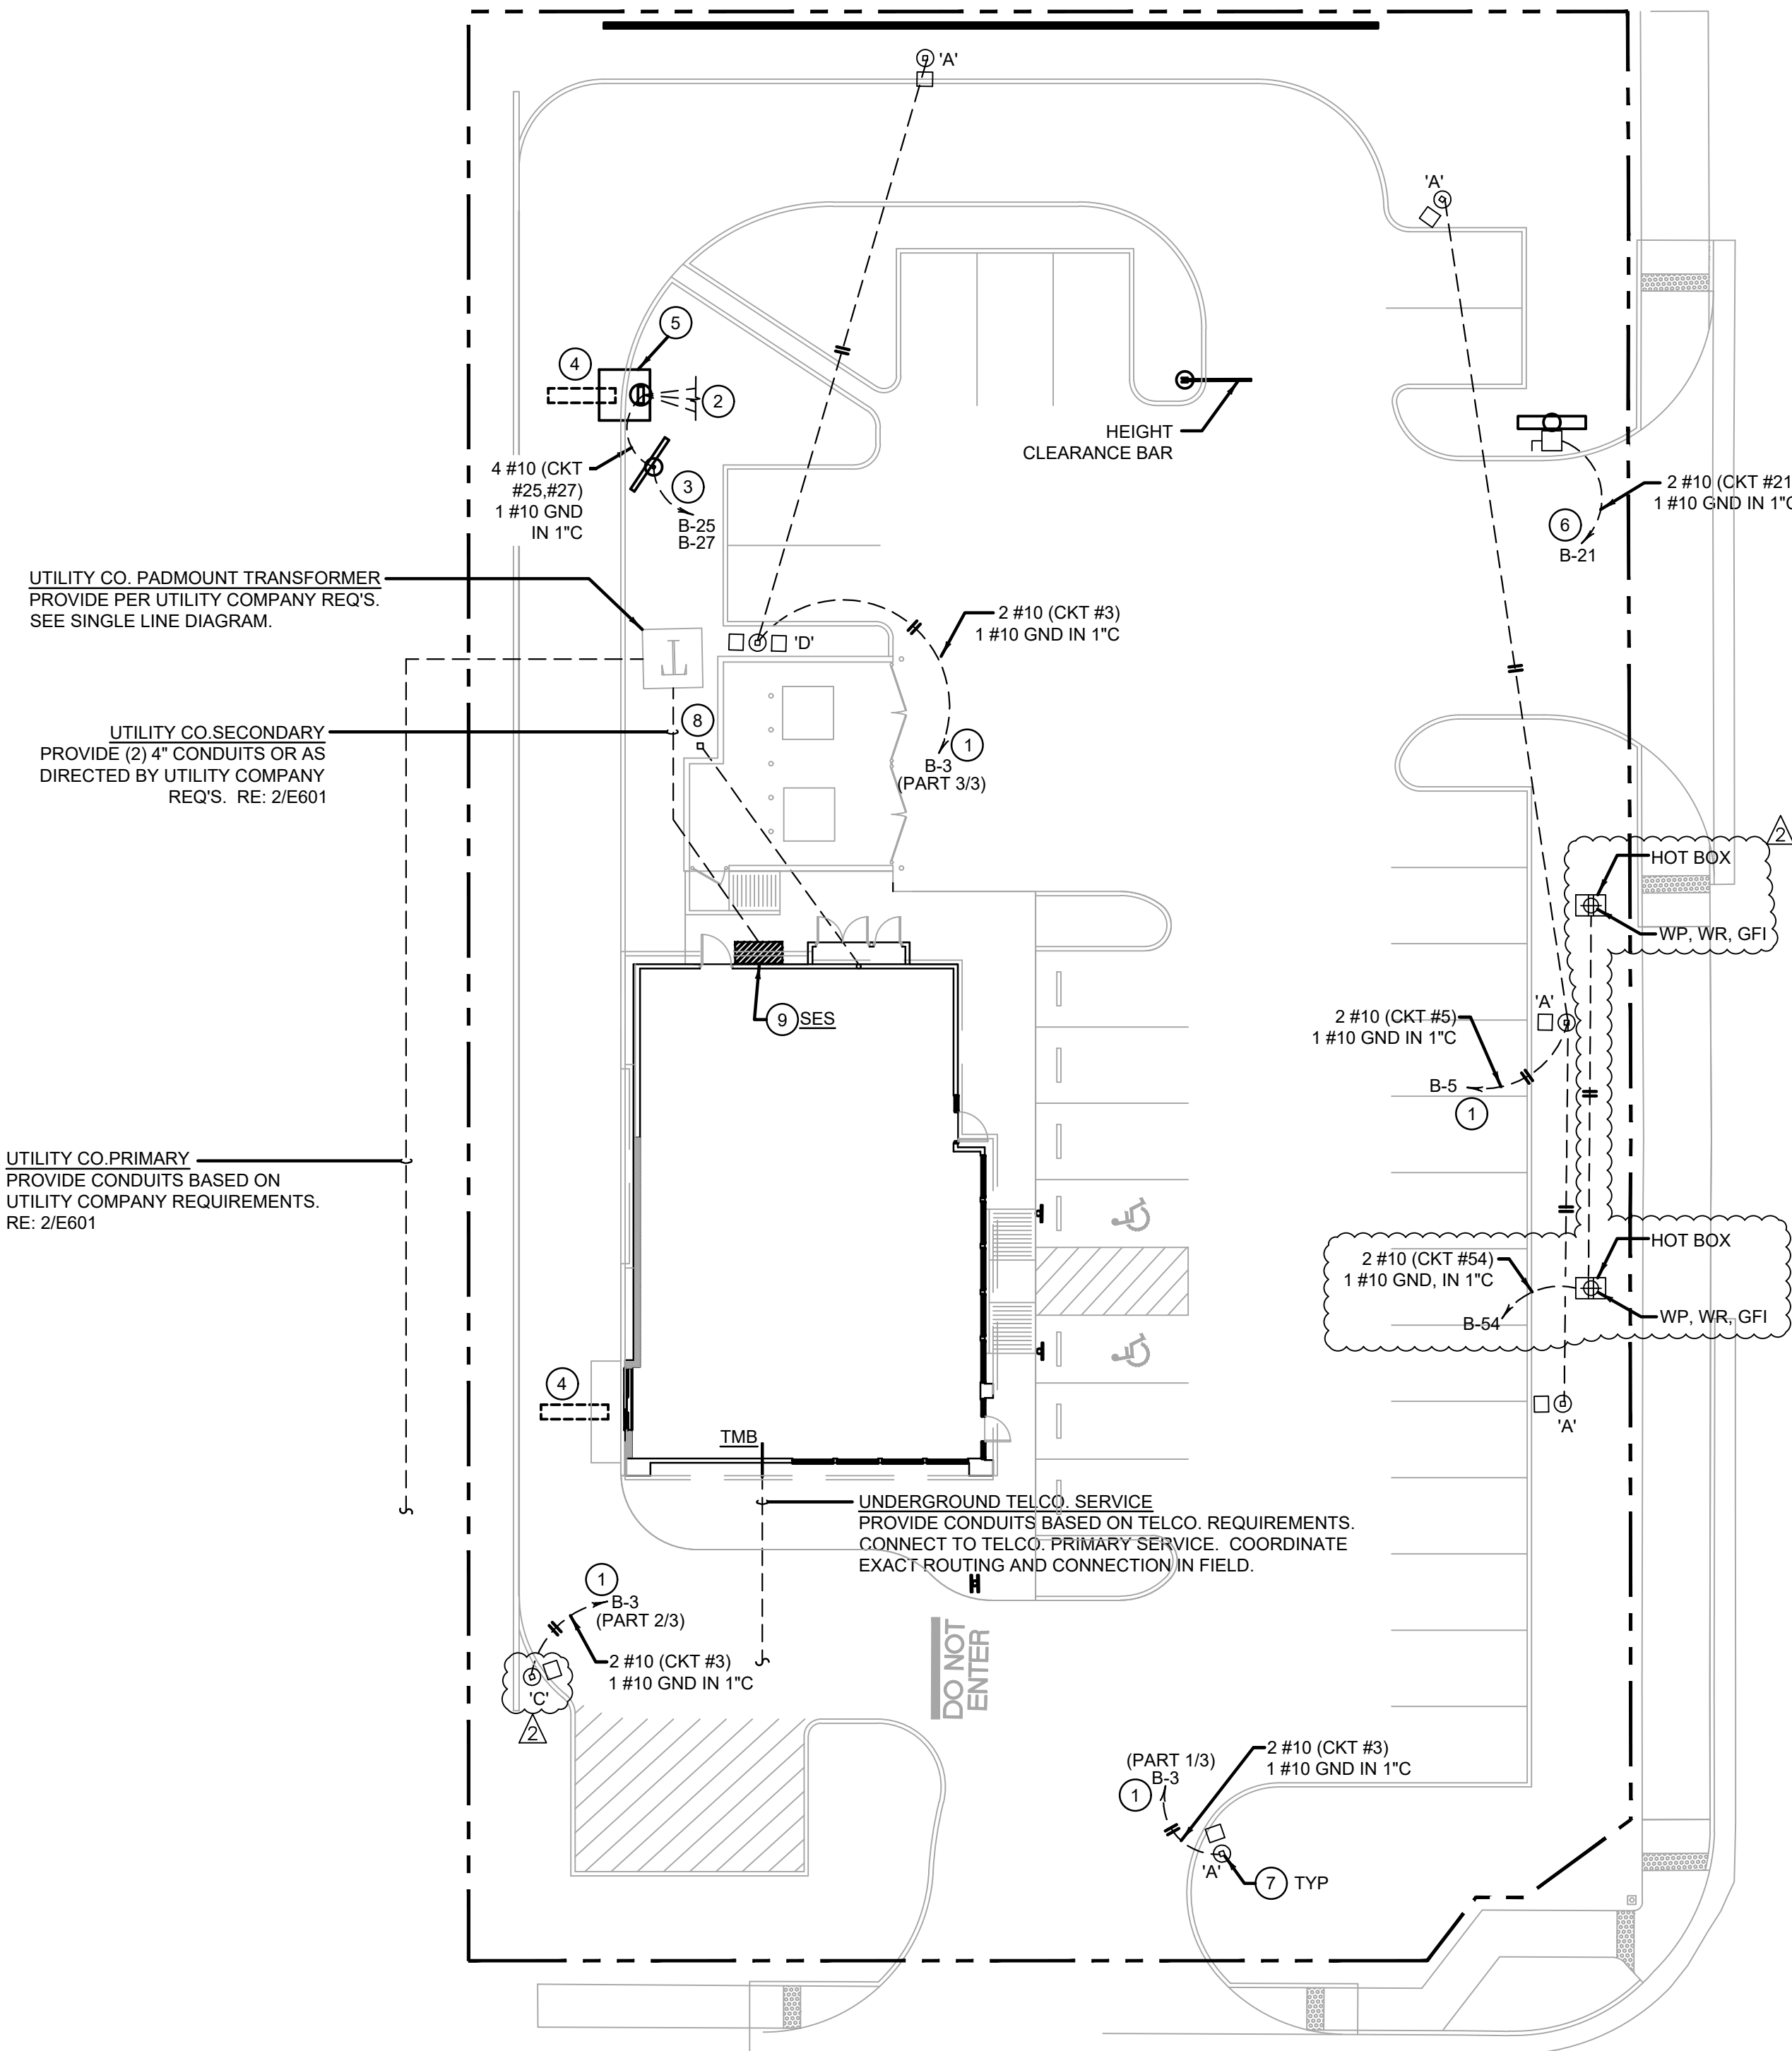 'A'
'A'
5
4
2
HEIGHT
CLEARANCE BAR
4 #10 (CKT
#25,#27)
1 #10 GND
IN 1"C
3
B-25
B-27
2 #10 (CKT #21
1 #10 GND IN 1"C
6
B-21
UTILITY CO. PADMOUNT TRANSFORMER
PROVIDE PER UTILITY COMPANY REQ'S.
SEE SINGLE LINE DIAGRAM.
2 #10 (CKT #3)
1 #10 GND IN 1"C
'D'
T
UTILITY CO.SECONDARY
PROVIDE (2) 4" CONDUITS OR AS
DIRECTED BY UTILITY COMPANY
REQ'S. RE: 2/E601
8
1
B-3
(PART 3/3)
2
HOT BOX
WP, WR, GFI
9 SES
'A'
2 #10 (CKT #5)
1 #10 GND IN 1"C
B-5
1
UTILITY CO.PRIMARY
PROVIDE CONDUITS BASED ON
UTILITY COMPANY REQUIREMENTS.
RE: 2/E601
HOT BOX
2 #10 (CKT #54)
1 #10 GND, IN 1"C
B-54
WP, WR, GFI
4
'A'
TMB
UNDERGROUND TELCO. SERVICE
PROVIDE CONDUITS BASED ON TELCO. REQUIREMENTS.
CONNECT TO TELCO. PRIMARY SERVICE. COORDINATE
EXACT ROUTING AND CONNECTION IN FIELD.
1
B-3
(PART 2/3)
2 #10 (CKT #3)
1 #10 GND IN 1"C
'C'
2
DO NOT
ENTER
(PART 1/3)
B-3
1
2 #10 (CKT #3)
1 #10 GND IN 1"C
'A'
7 TYP